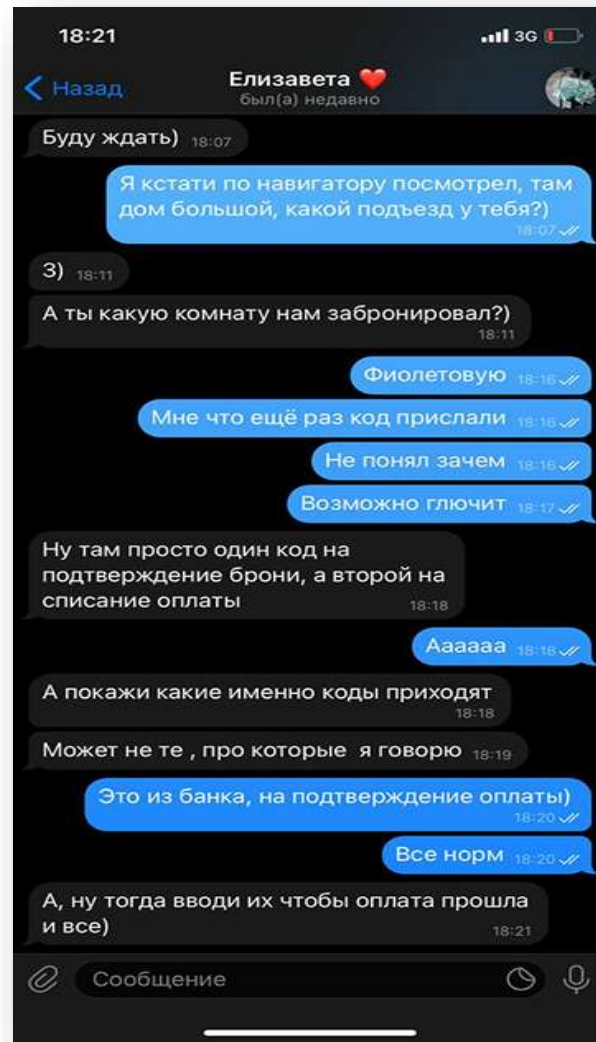 18:21
3G
Назад
Елизавета ❤️
был(а) недавно
Буду ждать) 18:07
Я кстати по навигатору посмотрел, там
дом большой, какой подъезд у тебя?)
18:07
3) 18:11
А ты какую комнату нам забронировал?)
18:11
Фиолетовую 18:16
Мне что ещё раз код прислали 18:16
Не понял зачем 18:16
Возможно глючит 18:17
Ну там просто один код на
подтверждение брони, а второй на
списание оплаты 18:18
Аааааа 18:18
А покажи какие именно коды приходят
18:18
Может не те , про которые я говорю 18:19
Это из банка, на подтверждение оплаты)
18:20
Все норм 18:20
А, ну тогда вводи их чтобы оплата прошла
и все) 18:21
Сообщение